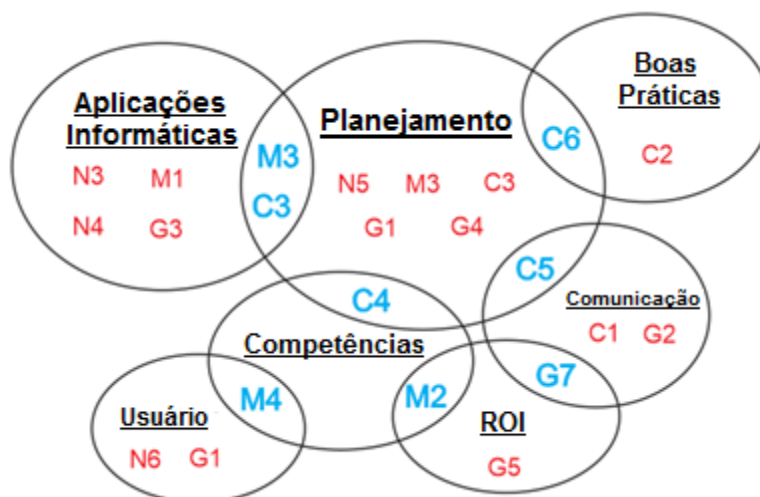 Aplicações
Informáticas
N3 M1
N4 G3
M3
C3
Planejamento
N5 M3 C3
G1 G4
C6
Boas
Práticas
C2
C5
Comunicação
C1 G2
C4
Competências
G7
M4
M2
Usuário
N6 G1
ROI
G5